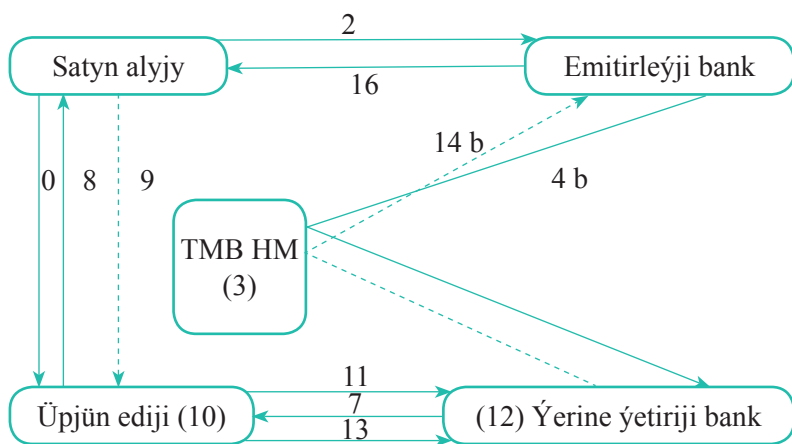 2
Satyn alyjy
Emitirleýji bank
16
14 b
0
8
9
4 b
TMB HM
(3)
11
Üpjün ediji (10)
7
(12) Ýerine ýetiriji bank
13